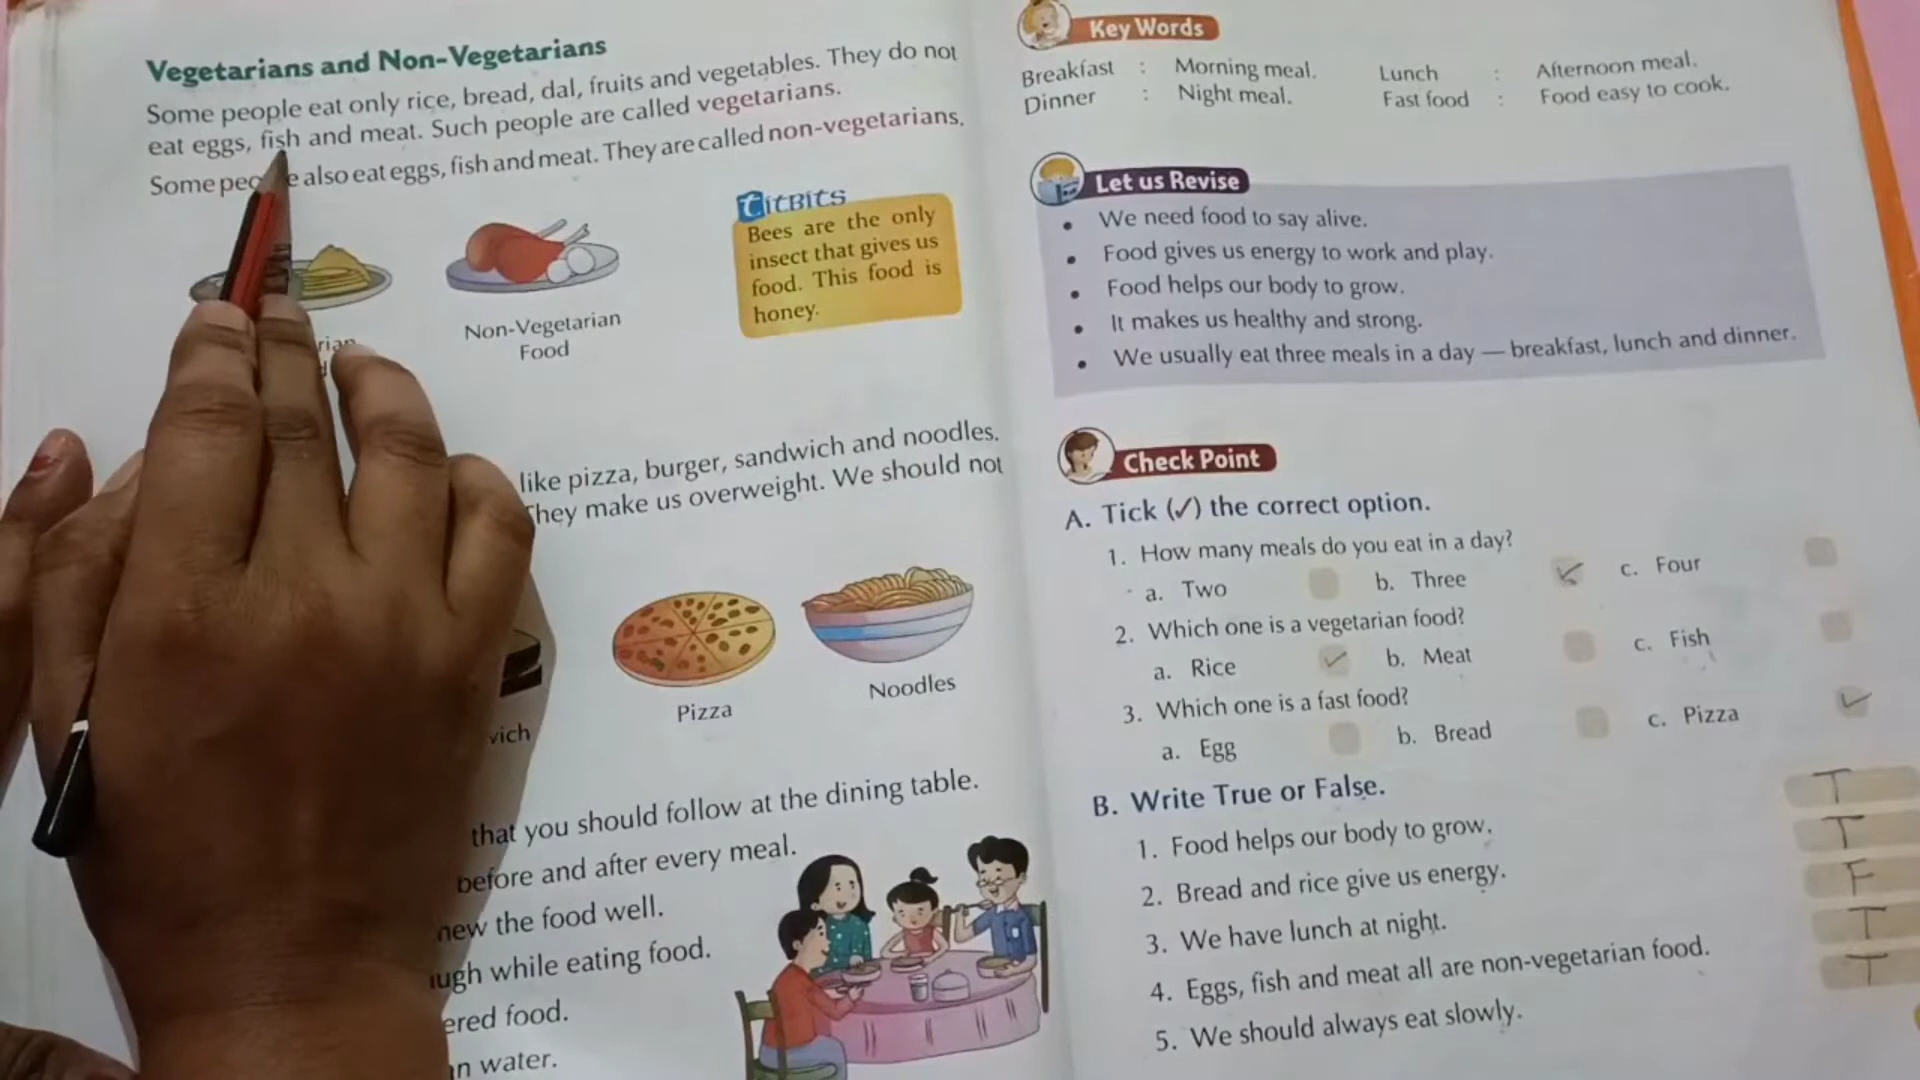 Vegetarians and Non-Vegetarians
Some people eat only rice, bread, dal, fruits and vegetables. They do not
eat eggs, fish and meat. Such people are called vegetarians.
Some also eat eggs, fish and meat. They are called non-vegetarians.
TitBits
Bees are the only
insect that gives us
food. This food is
honey.
Non-Vegetarian
Food
like pizza, burger, sandwich and noodles.
They make us overweight. We should not
Pizza
Noodles
that you should follow at the dining table.
before and after every meal.
the food well.
while eating food.
food.
water.
Key Words
Breakfast : Morning meal. Lunch : Afternoon meal.
Dinner : Night meal. Fast food : Food easy to cook.
Let us Revise
• We need food to say alive.
• Food gives us energy to work and play.
• Food helps our body to grow.
• It makes us healthy and strong.
• We usually eat three meals in a day — breakfast, lunch and dinner.
Check Point
A. Tick (✓) the correct option.
1. How many meals do you eat in a day?
a. Two b. Three ✓ c. Four
2. Which one is a vegetarian food?
a. Rice ✓ b. Meat c. Fish
3. Which one is a fast food?
a. Egg b. Bread c. Pizza ✓
B. Write True or False.
1. Food helps our body to grow. T
2. Bread and rice give us energy. T
3. We have lunch at night. F
4. Eggs, fish and meat all are non-vegetarian food. T
5. We should always eat slowly. T